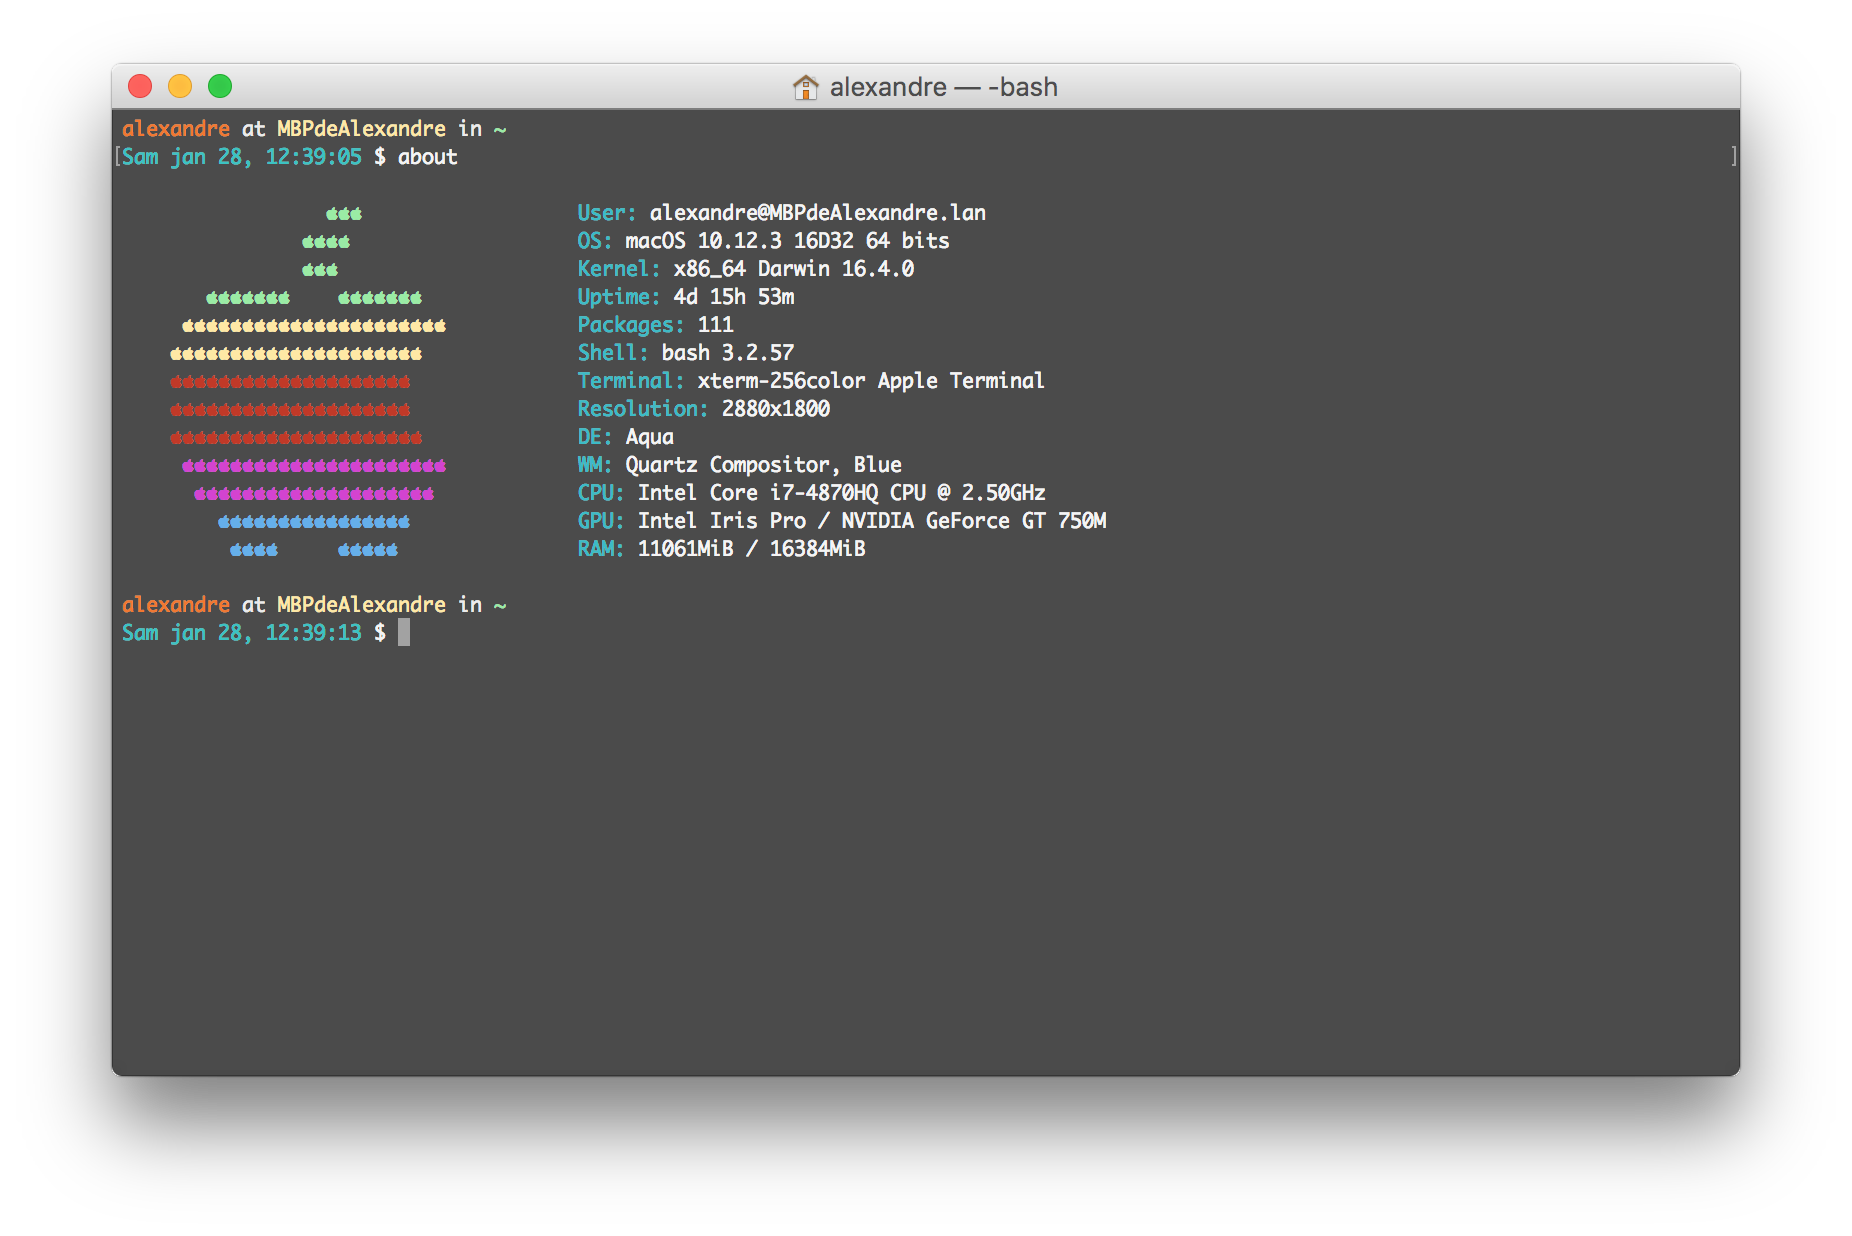 alexandre — -bash
alexandre at MBPdeAlexandre in ~
[Sam jan 28, 12:39:05 $ about ]
User: alexandre@MBPdeAlexandre.lan
OS: macOS 10.12.3 16D32 64 bits
Kernel: x86_64 Darwin 16.4.0
Uptime: 4d 15h 53m
Packages: 111
Shell: bash 3.2.57
Terminal: xterm-256color Apple Terminal
Resolution: 2880x1800
DE: Aqua
WM: Quartz Compositor, Blue
CPU: Intel Core i7-4870HQ CPU @ 2.50GHz
GPU: Intel Iris Pro / NVIDIA GeForce GT 750M
RAM: 11061MiB / 16384MiB
alexandre at MBPdeAlexandre in ~
Sam jan 28, 12:39:13 $